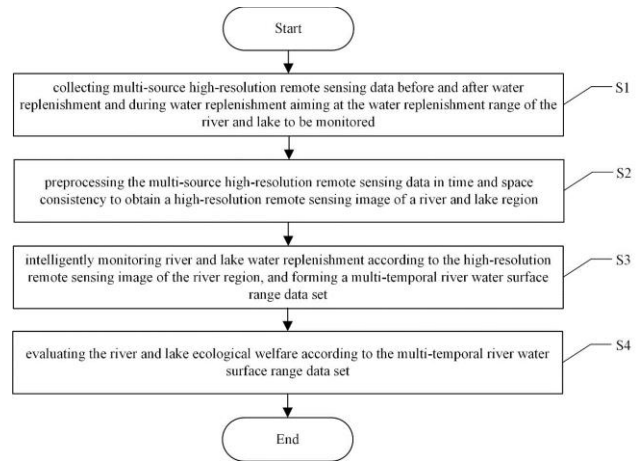 Start
collecting multi-source high-resolution remote sensing data before and after water
replenishment and during water replenishment aiming at the water replenishment range of the
river and lake to be monitored
S1
preprocessing the multi-source high-resolution remote sensing data in time and space
consistency to obtain a high-resolution remote sensing image of a river and lake region
S2
intelligently monitoring river and lake water replenishment according to the high-resolution
remote sensing image of the river region, and forming a multi-temporal river water surface
range data set
S3
evaluating the river and lake ecological welfare according to the multi-temporal river water
surface range data set
S4
End